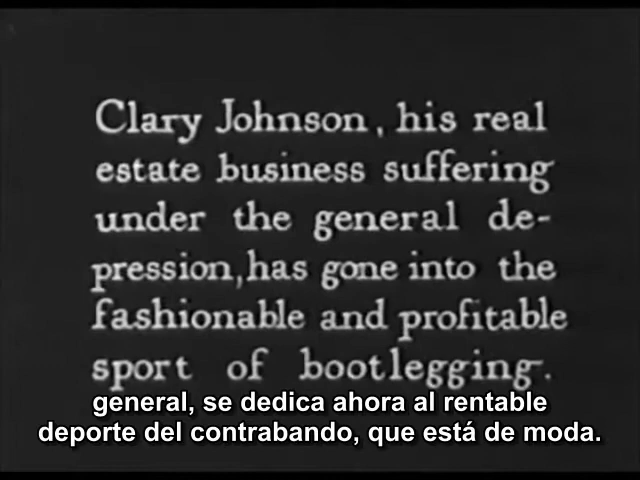 Clary Johnson, his real
estate business suffering
under the general de-
pression, has gone into the
fashionable and profitable
sport of bootlegging.
general, se dedica ahora al rentable
deporte del contrabando, que está de moda.